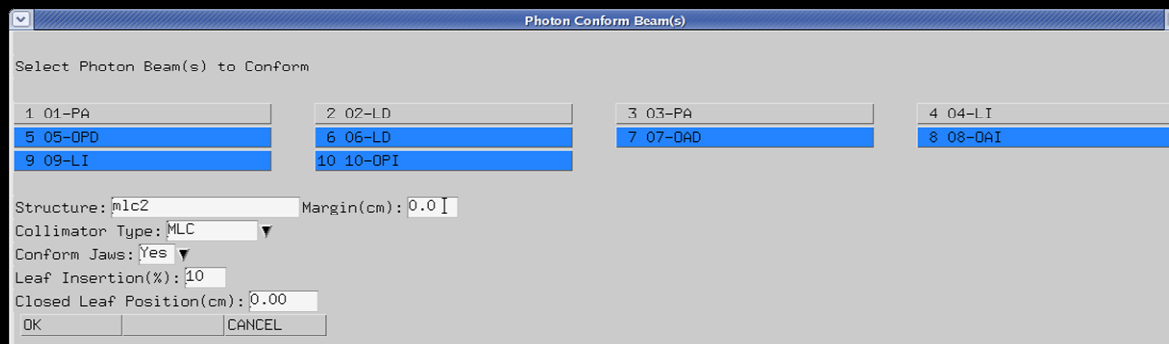 Photon Conform Beam(s)
Select Photon Beam(s) to Conform
1 01-PA 2 02-LD 3 03-PA 4 04-LI
5 05-OPD 6 06-LD 7 07-OAD 8 08-OAI
9 09-LI 10 10-OPI
Structure: mlc2 Margin(cm): 0.0
Collimator Type: MLC
Conform Jaws: Yes
Leaf Insertion(%): 10
Closed Leaf Position(cm): 0.00
OK CANCEL